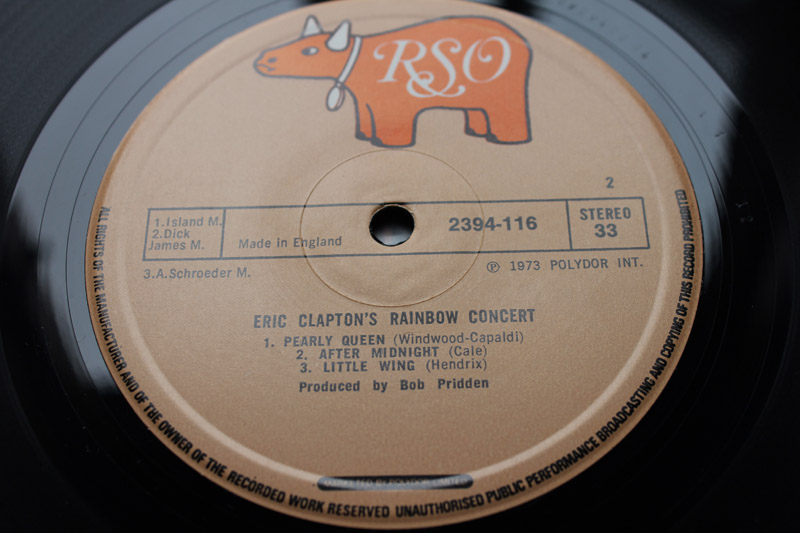 RSO
2
1.Island M.
2.Dick
James M.
Made in England
2394-116
STEREO
33
3.A.Schroeder M.
℗ 1973 POLYDOR INT.
ERIC CLAPTON'S RAINBOW CONCERT
1. PEARLY QUEEN (Windwood-Capaldi)
2. AFTER MIDNIGHT (Cale)
3. LITTLE WING (Hendrix)
Produced by Bob Pridden
ALL RIGHTS OF THE MANUFACTURER AND OF THE OWNER OF THE RECORDED WORK RESERVED UNAUTHORISED PUBLIC PERFORMANCE BROADCASTING AND COPYING OF THIS RECORD PROHIBITED